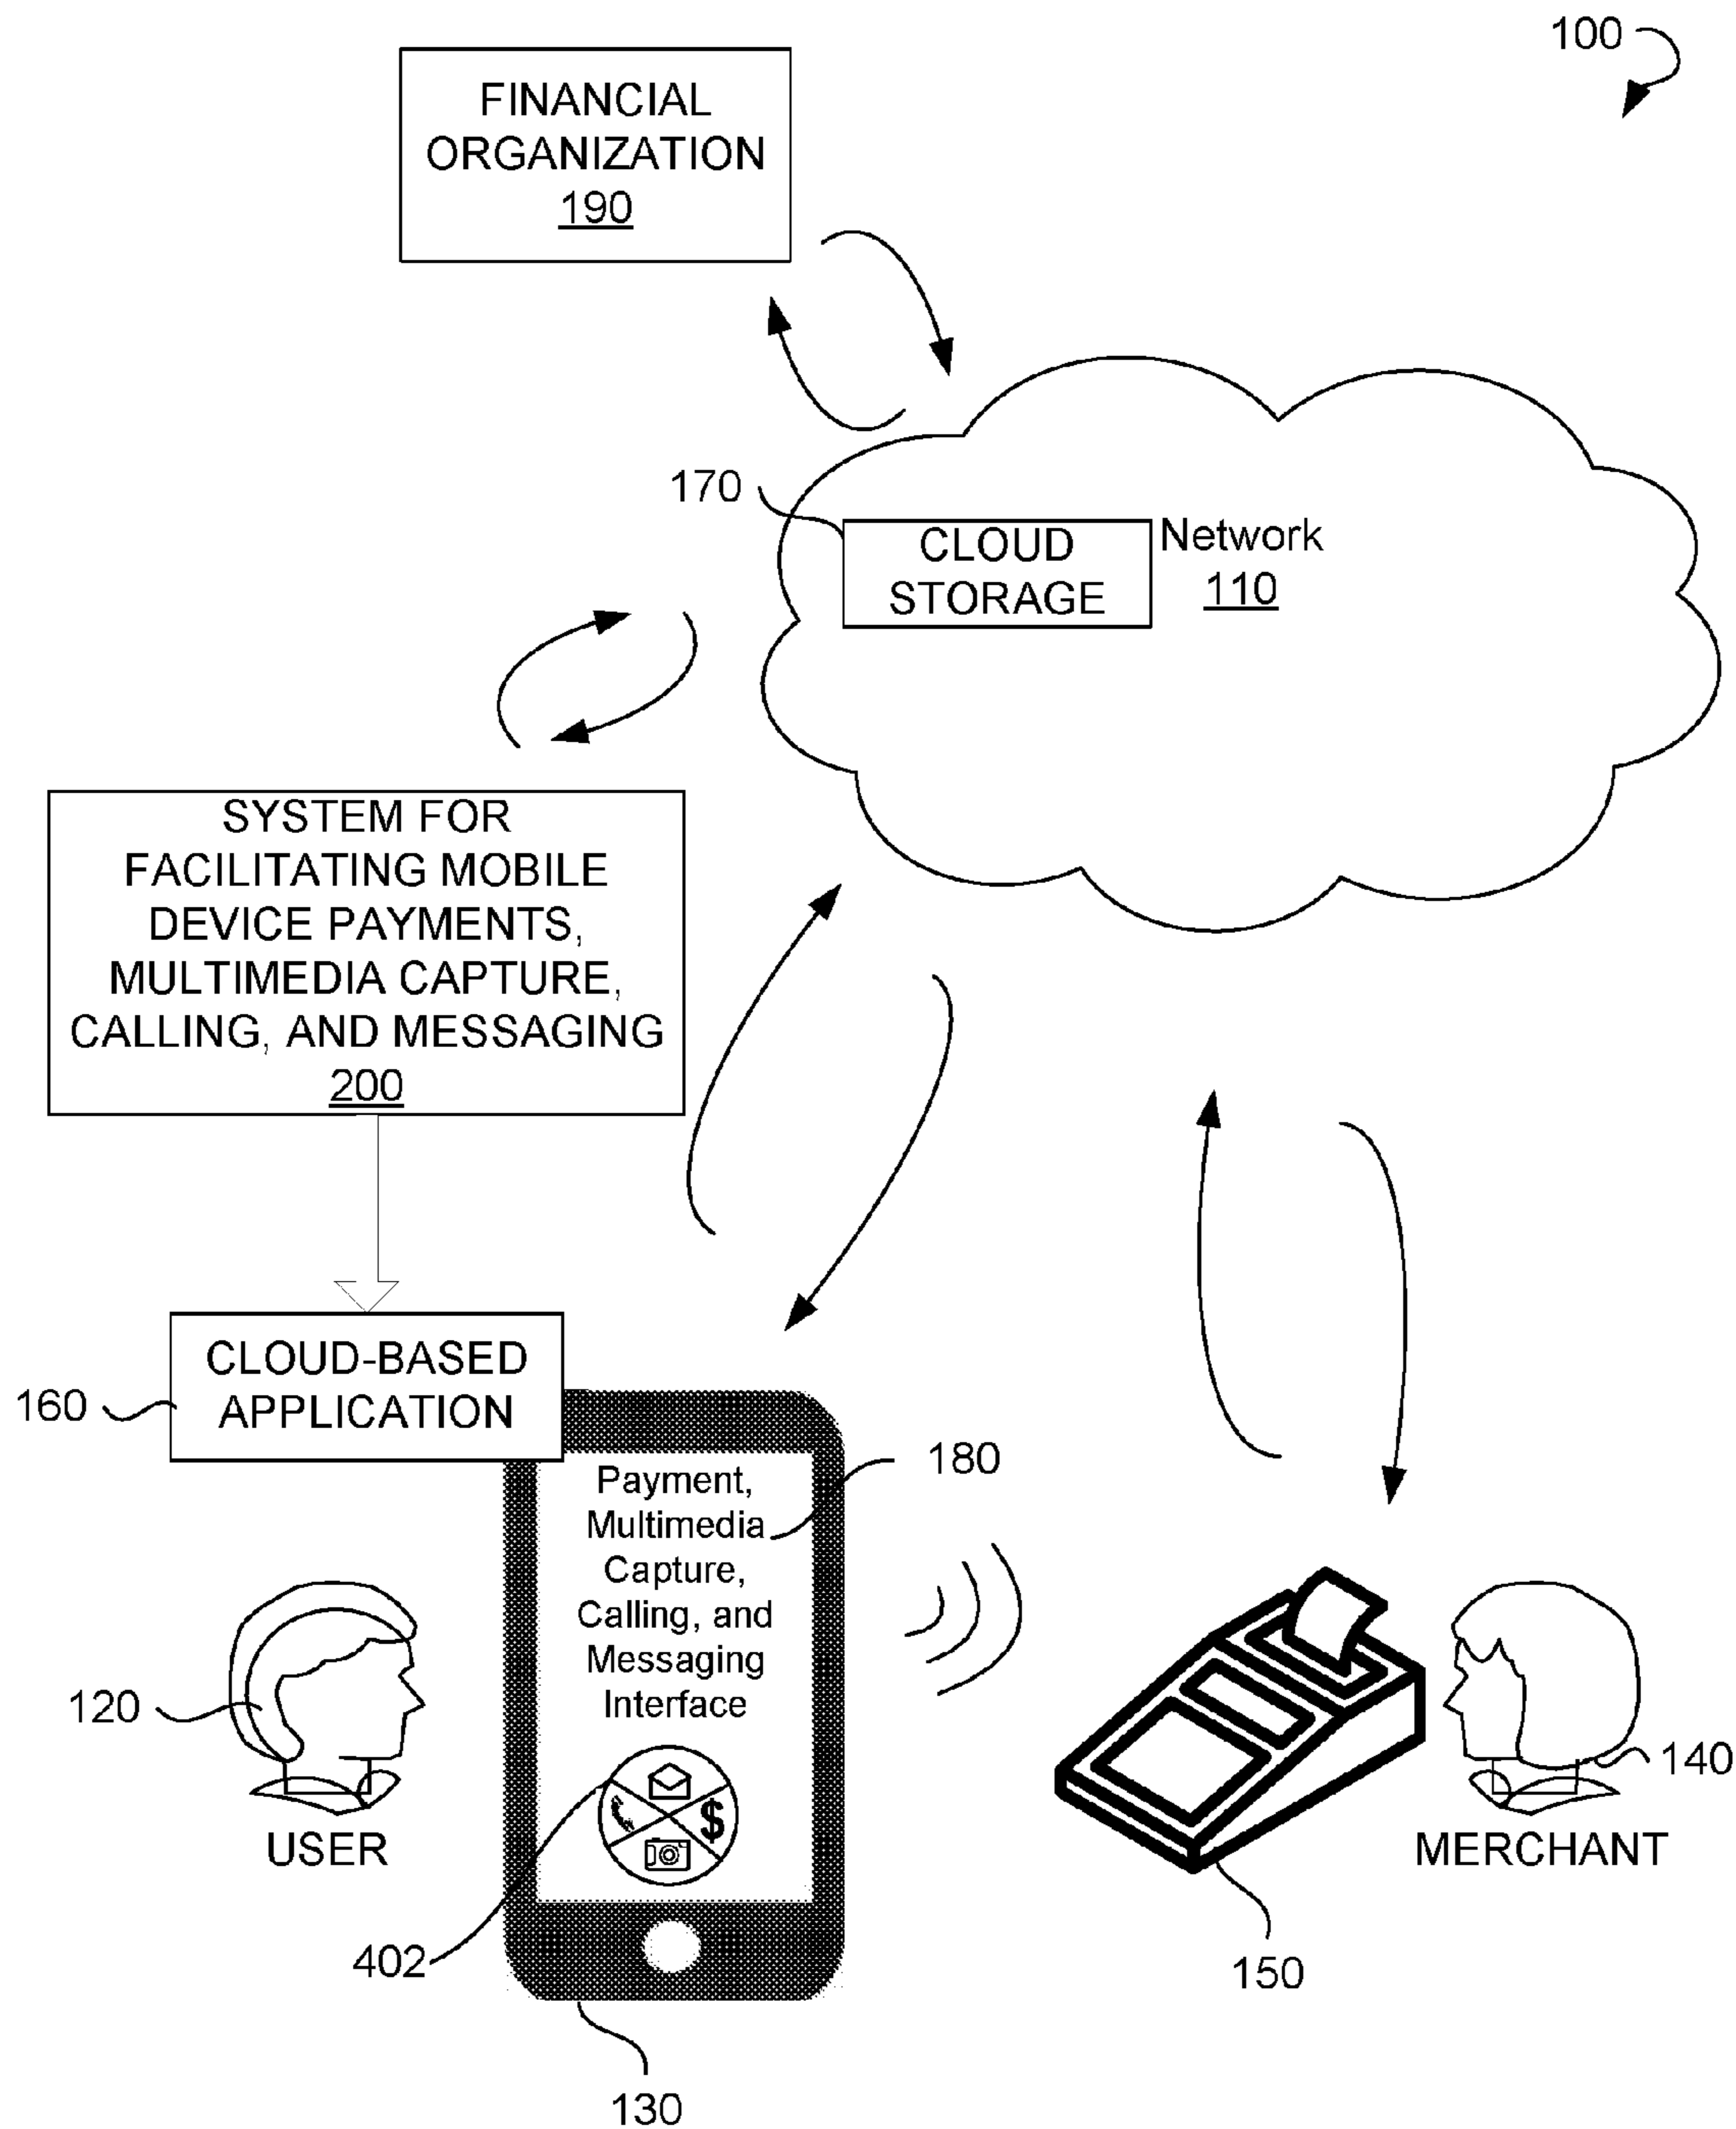 100
FINANCIAL
ORGANIZATION
190
170
CLOUD
STORAGE
Network
110
SYSTEM FOR
FACILITATING MOBILE
DEVICE PAYMENTS,
MULTIMEDIA CAPTURE,
CALLING, AND MESSAGING
200
CLOUD-BASED
APPLICATION
160
180
Payment,
Multimedia
Capture,
Calling, and
Messaging
Interface
$
120
USER
402
130
140
MERCHANT
150